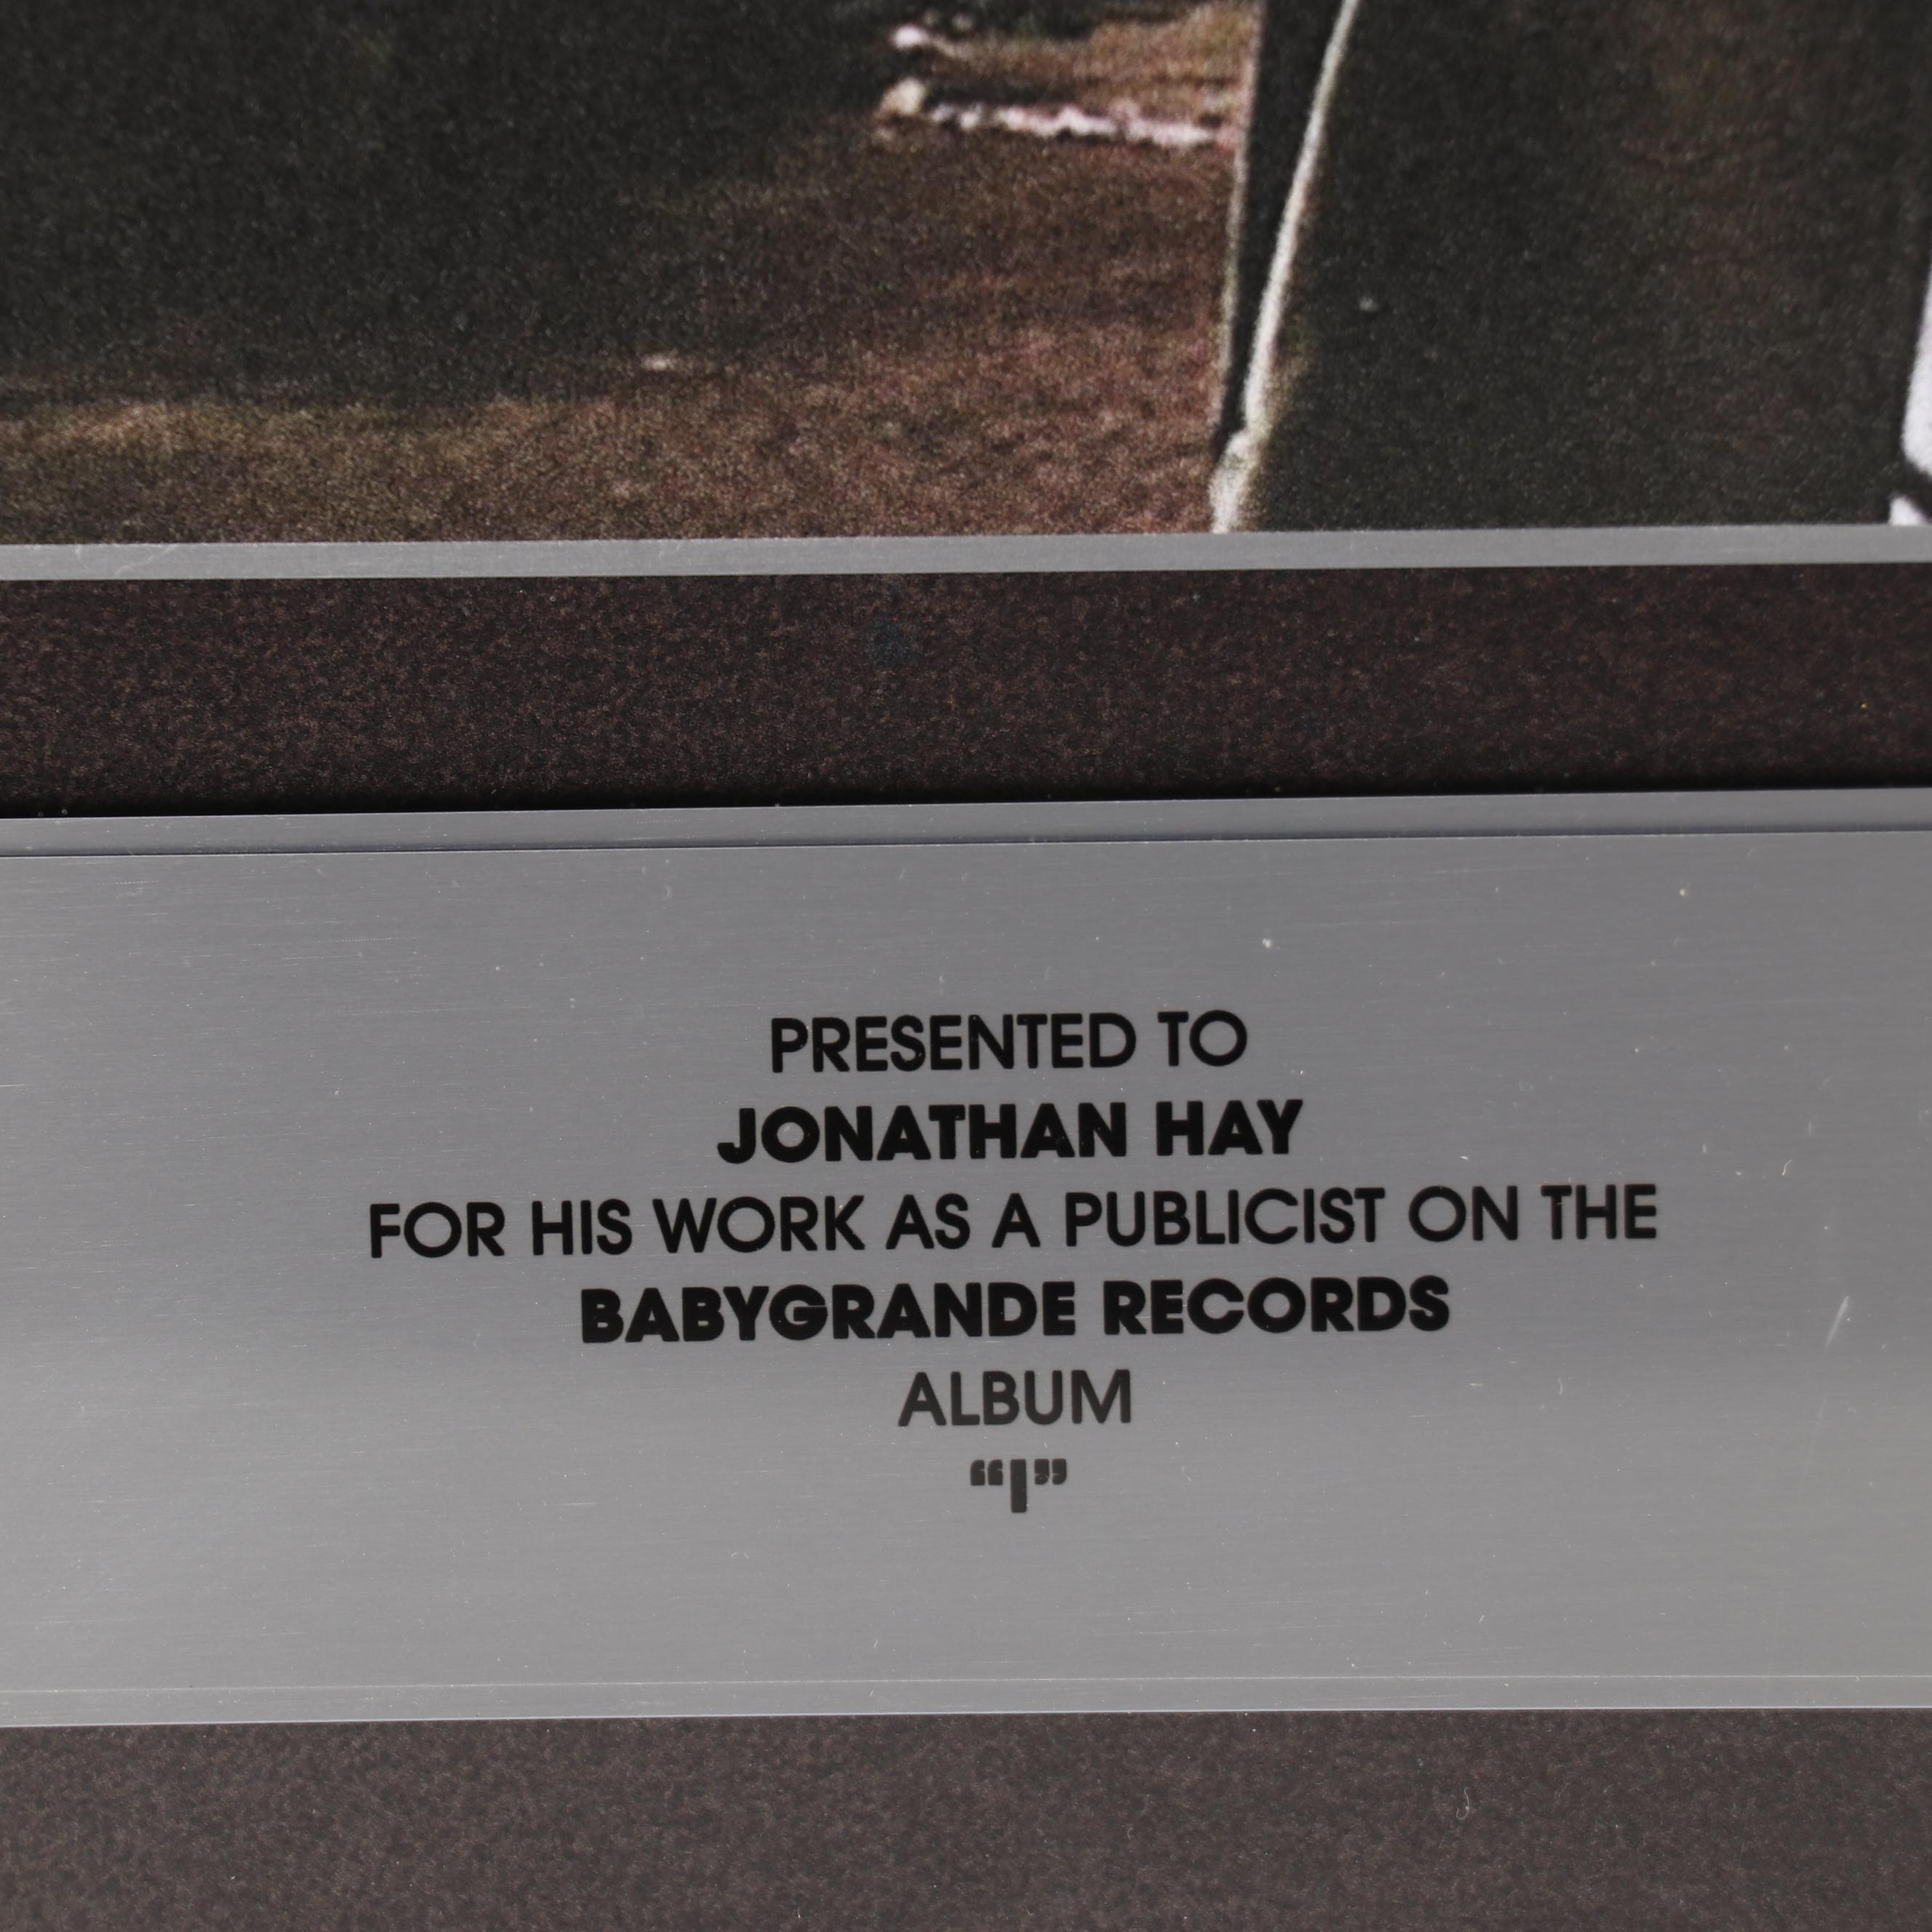 PRESENTED TO
JONATHAN HAY
FOR HIS WORK AS A PUBLICIST ON THE
BABYGRANDE RECORDS
ALBUM
“I”